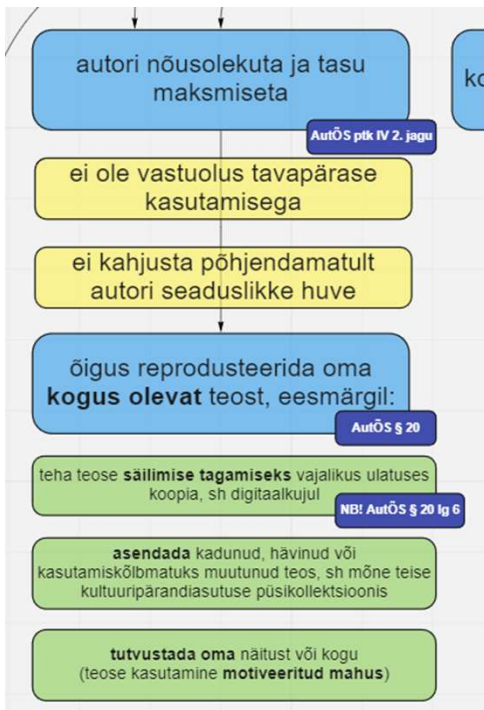 autori nõusolekuta ja tasu
maksmiseta
AutÕS ptk IV 2. jagu
ei ole vastuolus tavapärase
kasutamisega
ei kahjusta põhjendamatult
autori seaduslikke huve
õigus reprodusteerida oma
kogus olevat teost, eesmärgil:
AutÕS § 20
teha teose säilimise tagamiseks vajalikus ulatuses
koopia, sh digitaalkujul
NB! AutÕS § 20 lg 6
asendada kadunud, hävinud või
kasutamiskõlbmatuks muutunud teos, sh mõne teise
kultuuripärandiasutuse püsikollektsioonis
tutvustada oma näitust või kogu
(teose kasutamine motiveeritud mahus)